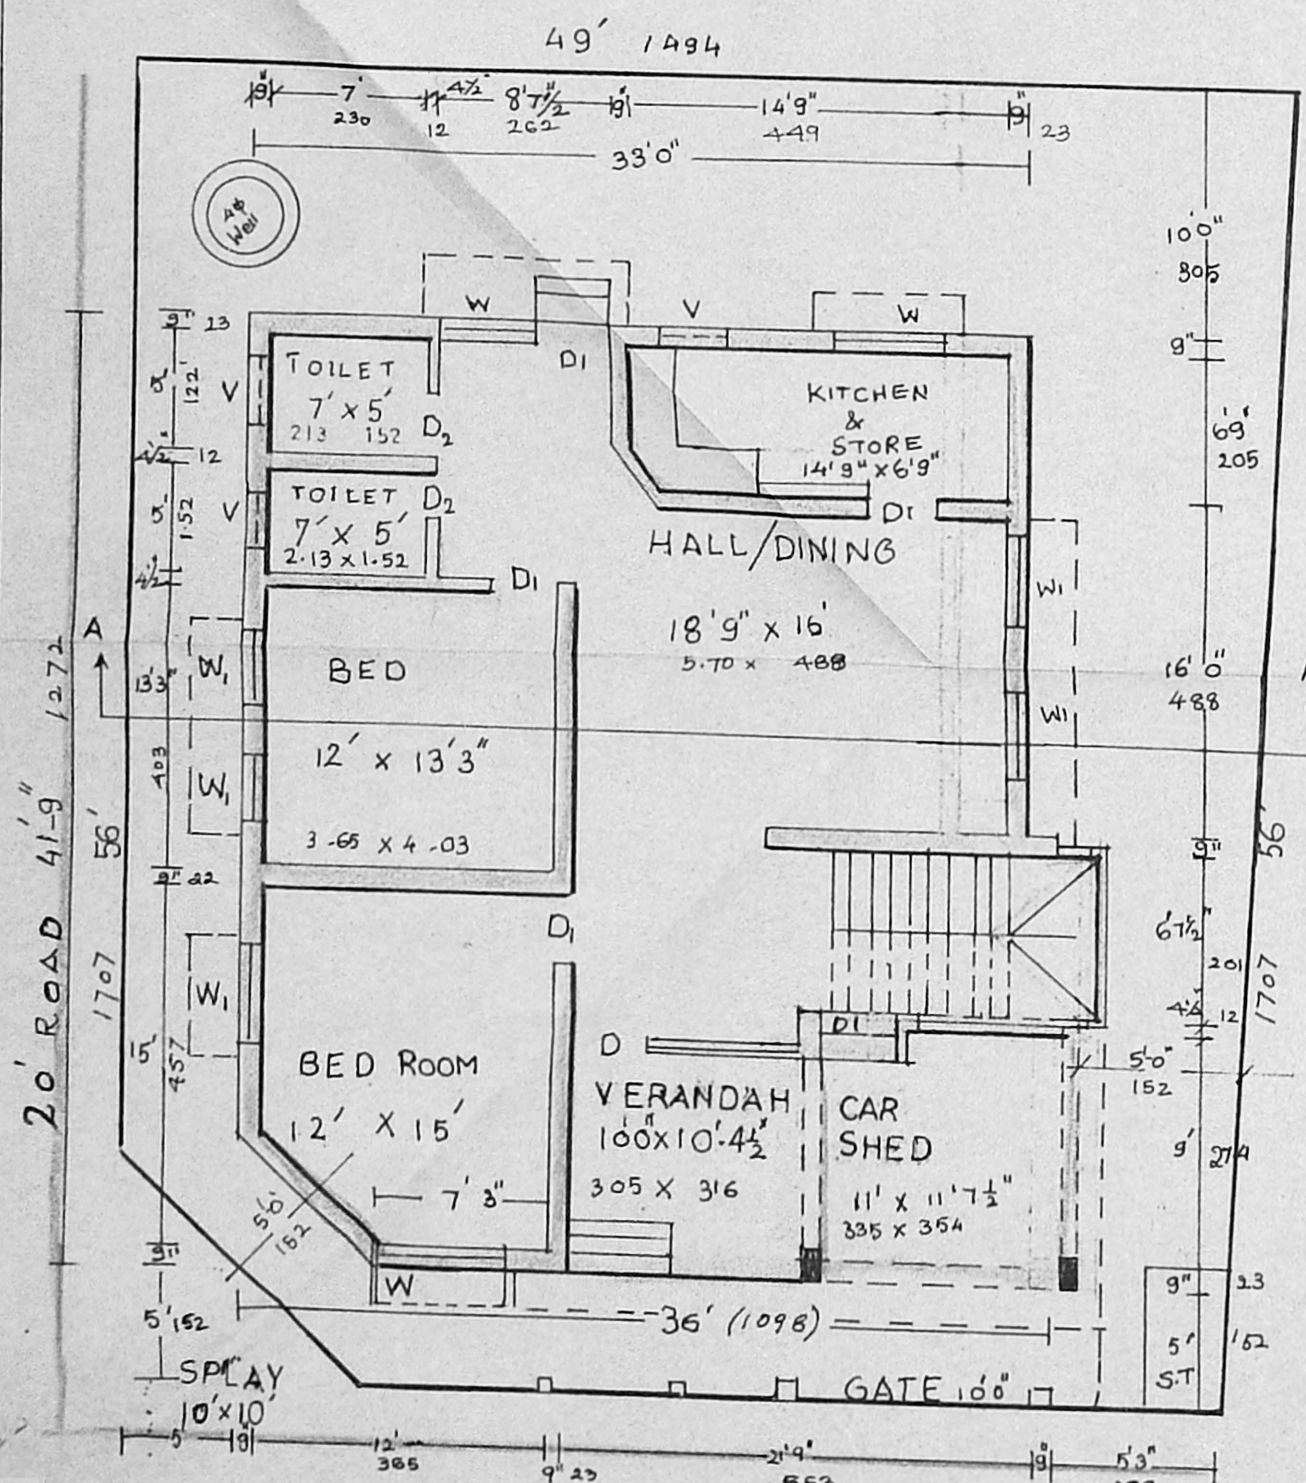 49' 1494
9" 7' 4½" 8'7½" 9" 14'9" 9"
230 12 262 449 23
33'0"
4φ
Well
10'0"
305
W V W
9" 23
D1
9"
TOILET
7' x 5'
213 152
V
122
D2
KITCHEN
&
STORE
14'9" x 6'9"
6'9"
205
4½" 12
TOILET
7' x 5'
2.13 x 1.52
V
5'
1.52
D2
D1
HALL/DINING
4½
D1
W1
18'9" x 16'
5.70 x 488
A
BED
W1
13'3"
16'0"
488
W1
12' x 13'3"
W1
403
3-65 x 4-03
20' ROAD 41'-9" 1272
56'
1707
9" 22
9"
56'
1707
D1
6'7½"
201
W1
4½" 12
D1
15'
457
BED ROOM
12' X 15'
D
VERANDAH
10'0" x 10'-4½"
305 x 316
CAR
SHED
11' x 11'7½"
335 x 354
5'-0"
152
9' 274
5'0"
152
7'3"
9"
W
9" 23
5' 152
36' (1098)
5' 152
S.T
SPLAY
10' x 10'
GATE 10'0"
5' 9" 12' 21'9" 9" 5'3"
365 9" 23